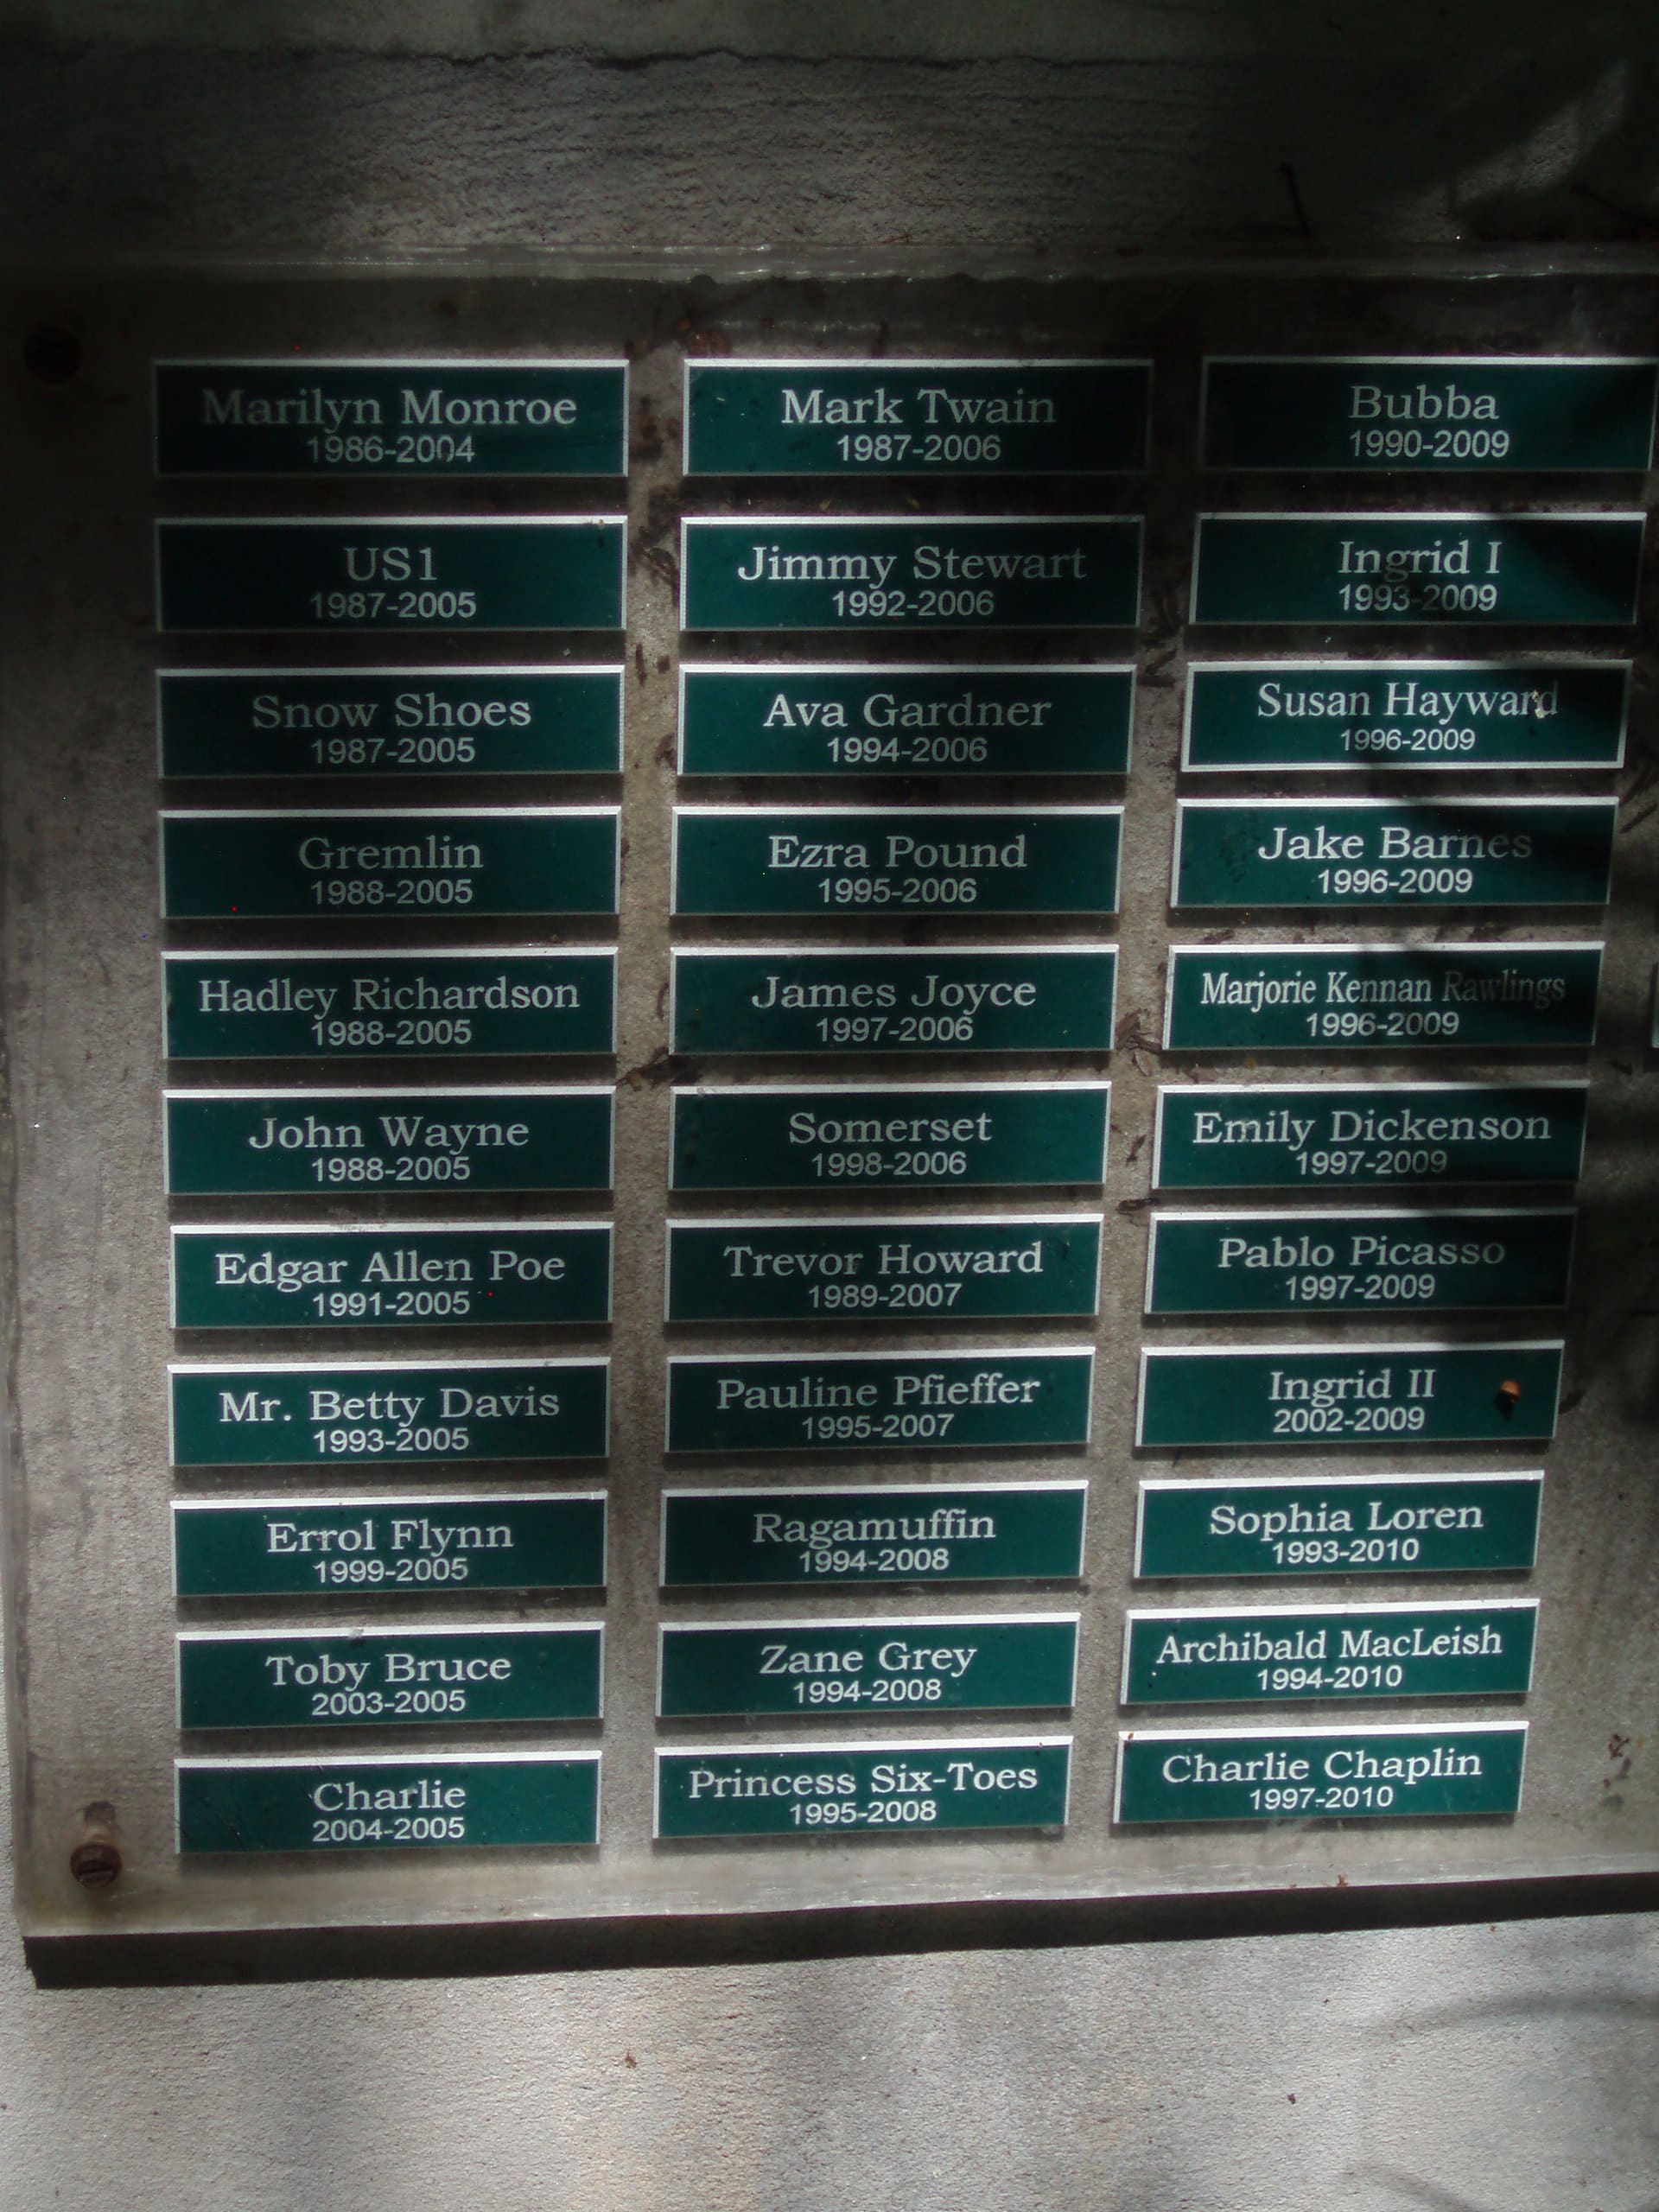 Marilyn Monroe
1986-2004
US1
1987-2005
Snow Shoes
1987-2005
Gremlin
1988-2005
Hadley Richardson
1988-2005
John Wayne
1988-2005
Edgar Allen Poe
1991-2005
Mr. Betty Davis
1993-2005
Errol Flynn
1999-2005
Toby Bruce
2003-2005
Charlie
2004-2005
Mark Twain
1987-2006
Jimmy Stewart
1992-2006
Ava Gardner
1994-2006
Ezra Pound
1995-2006
James Joyce
1997-2006
Somerset
1998-2006
Trevor Howard
1989-2007
Pauline Pfieffer
1995-2007
Ragamuffin
1994-2008
Zane Grey
1994-2008
Princess Six-Toes
1995-2008
Bubba
1990-2009
Ingrid I
1993-2009
Susan Hayward
1996-2009
Jake Barnes
1996-2009
Marjorie Kennan Rawlings
1996-2009
Emily Dickenson
1997-2009
Pablo Picasso
1997-2009
Ingrid II
2002-2009
Sophia Loren
1993-2010
Archibald MacLeish
1994-2010
Charlie Chaplin
1997-2010